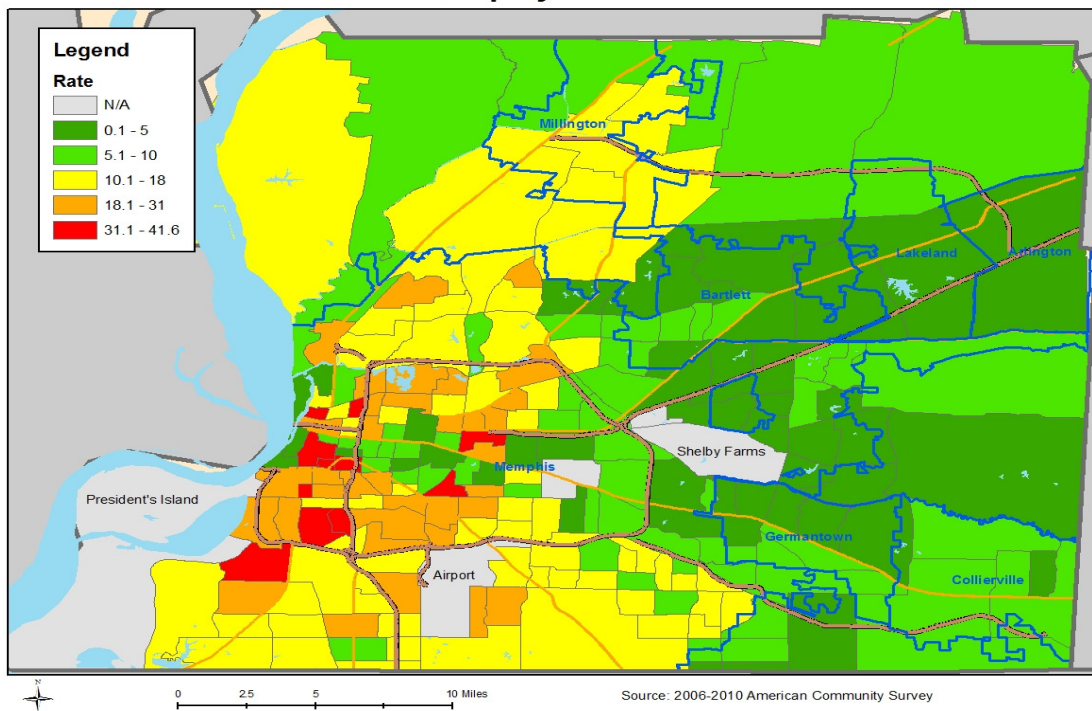 Legend
Rate
N/A
0.1 - 5
5.1 - 10
10.1 - 18
18.1 - 31
31.1 - 41.6
Millington
Lakeland
Arlington
Bartlett
Shelby Farms
Memphis
President's Island
Germantown
Airport
Collierville
N
0 2.5 5 10 Miles
Source: 2006-2010 American Community Survey